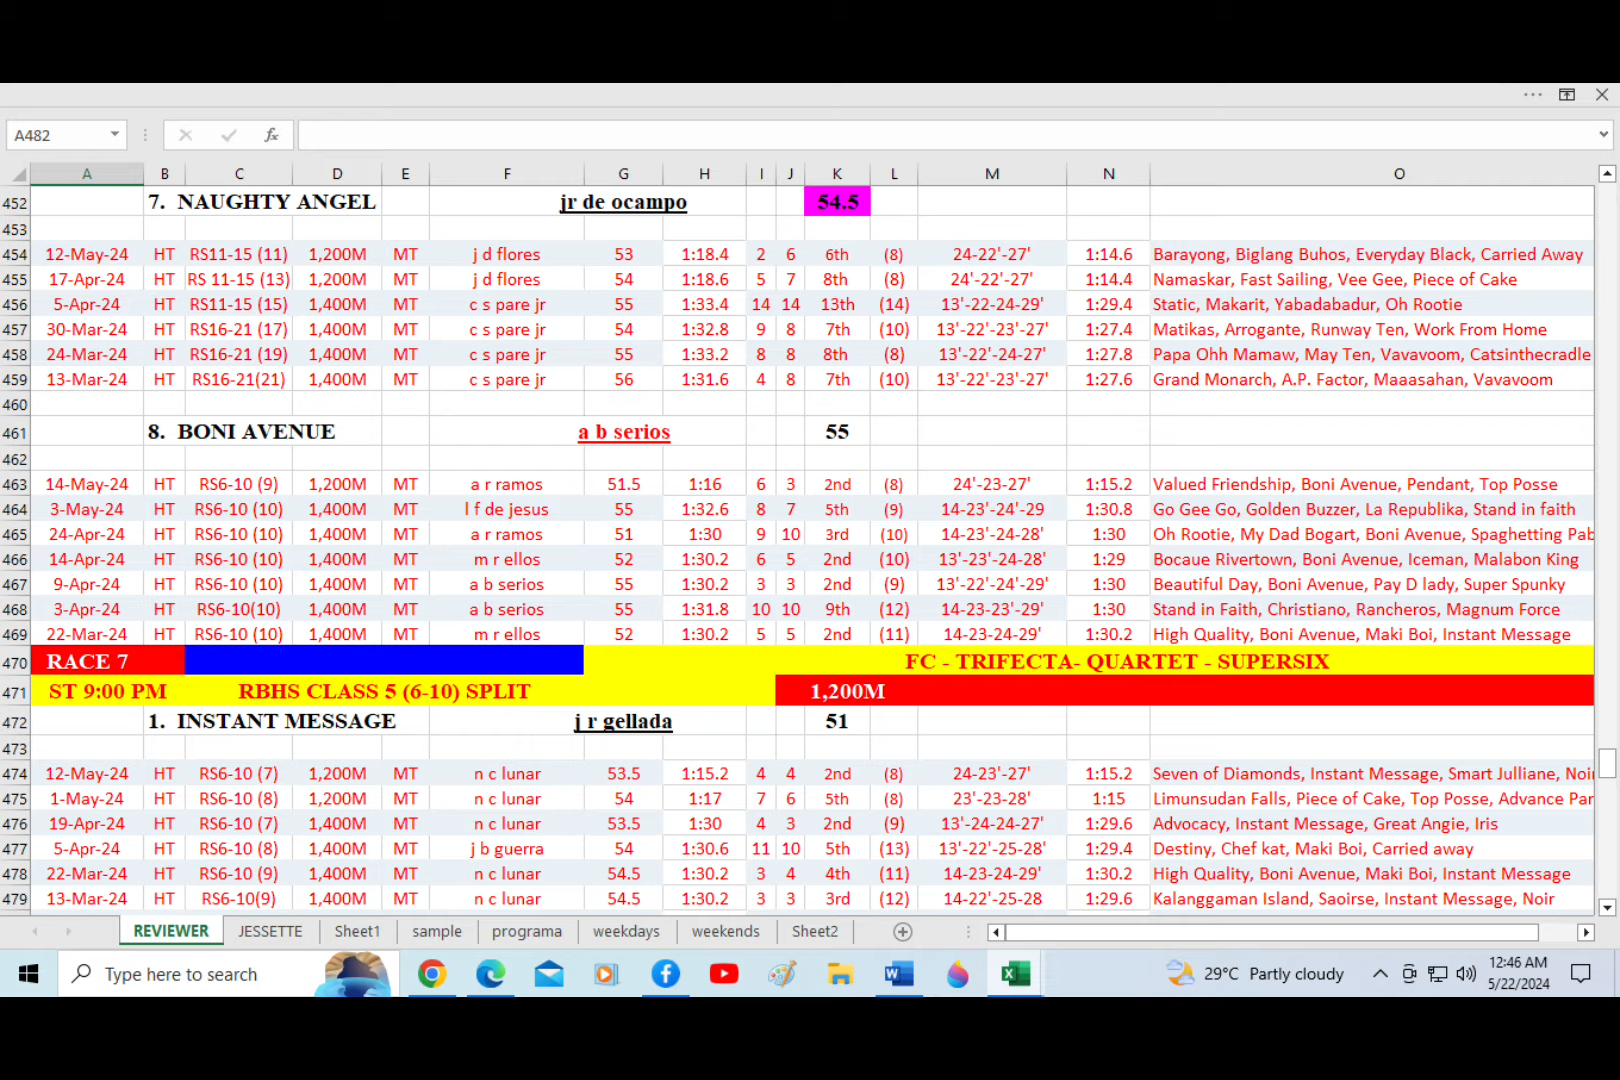 A482
fx
A B C D E F G H I J K L M N O
452 7. NAUGHTY ANGEL jr de ocampo 54.5
453
454 12-May-24 HT RS11-15 (11) 1,200M MT j d flores 53 1:18.4 2 6 6th (8) 24-22'-27' 1:14.6 Barayong, Biglang Buhos, Everyday Black, Carried Away
455 17-Apr-24 HT RS 11-15 (13) 1,200M MT j d flores 54 1:18.6 5 7 8th (8) 24'-22'-27' 1:14.4 Namaskar, Fast Sailing, Vee Gee, Piece of Cake
456 5-Apr-24 HT RS11-15 (15) 1,400M MT c s pare jr 55 1:33.4 14 14 13th (14) 13'-22-24-29' 1:29.4 Static, Makarit, Yabadabadur, Oh Rootie
457 30-Mar-24 HT RS16-21 (17) 1,400M MT c s pare jr 54 1:32.8 9 8 7th (10) 13'-22'-23'-27' 1:27.4 Matikas, Arrogante, Runway Ten, Work From Home
458 24-Mar-24 HT RS16-21 (19) 1,400M MT c s pare jr 55 1:33.2 8 8 8th (8) 13'-22'-24-27' 1:27.8 Papa Ohh Mamaw, May Ten, Vavavoom, Catsinthecradle
459 13-Mar-24 HT RS16-21(21) 1,400M MT c s pare jr 56 1:31.6 4 8 7th (10) 13'-22'-23'-27' 1:27.6 Grand Monarch, A.P. Factor, Maaasahan, Vavavoom
460
461 8. BONI AVENUE a b serios 55
462
463 14-May-24 HT RS6-10 (9) 1,200M MT a r ramos 51.5 1:16 6 3 2nd (8) 24'-23-27' 1:15.2 Valued Friendship, Boni Avenue, Pendant, Top Posse
464 3-May-24 HT RS6-10 (10) 1,400M MT l f de jesus 55 1:32.6 8 7 5th (9) 14-23-24'-29 1:30.8 Go Gee Go, Golden Buzzer, La Republika, Stand in faith
465 24-Apr-24 HT RS6-10 (10) 1,400M MT a r ramos 51 1:30 9 10 3rd (10) 14-23-24-28' 1:30 Oh Rootie, My Dad Bogart, Boni Avenue, Spaghetting Pab
466 14-Apr-24 HT RS6-10 (10) 1,400M MT m r ellos 52 1:30.2 6 5 2nd (10) 13'-23'-24-28' 1:29 Bocaue Rivertown, Boni Avenue, Iceman, Malabon King
467 9-Apr-24 HT RS6-10 (10) 1,400M MT a b serios 55 1:30.2 3 3 2nd (9) 13'-22'-24'-29' 1:30 Beautiful Day, Boni Avenue, Pay D lady, Super Spunky
468 3-Apr-24 HT RS6-10(10) 1,400M MT a b serios 55 1:31.8 10 10 9th (12) 14-23-23'-29' 1:30 Stand in Faith, Christiano, Rancheros, Magnum Force
469 22-Mar-24 HT RS6-10 (10) 1,400M MT m r ellos 52 1:30.2 5 5 2nd (11) 14-23-24-29' 1:30.2 High Quality, Boni Avenue, Maki Boi, Instant Message
470 RACE 7 FC - TRIFECTA- QUARTET - SUPERSIX
471 ST 9:00 PM RBHS CLASS 5 (6-10) SPLIT 1,200M
472 1. INSTANT MESSAGE j r gellada 51
473
474 12-May-24 HT RS6-10 (7) 1,200M MT n c lunar 53.5 1:15.2 4 4 2nd (8) 24-23'-27' 1:15.2 Seven of Diamonds, Instant Message, Smart Julliane, Noir
475 1-May-24 HT RS6-10 (8) 1,200M MT n c lunar 54 1:17 7 6 5th (8) 23'-23-28' 1:15 Limunsudan Falls, Piece of Cake, Top Posse, Advance Par
476 19-Apr-24 HT RS6-10 (7) 1,400M MT n c lunar 53.5 1:30 4 3 2nd (9) 13'-24-24-27' 1:29.6 Advocacy, Instant Message, Great Angie, Iris
477 5-Apr-24 HT RS6-10 (8) 1,400M MT j b guerra 54 1:30.6 11 10 5th (13) 13'-22'-25-28' 1:29.4 Destiny, Chef kat, Maki Boi, Carried away
478 22-Mar-24 HT RS6-10 (9) 1,400M MT n c lunar 54.5 1:30.2 3 4 4th (11) 14-23-24-29' 1:30.2 High Quality, Boni Avenue, Maki Boi, Instant Message
479 13-Mar-24 HT RS6-10(9) 1,400M MT n c lunar 54.5 1:30.2 3 3 3rd (12) 14-22'-25-28 1:29.6 Kalanggaman Island, Saoirse, Instant Message, Noir
REVIEWER JESSETTE Sheet1 sample programa weekdays weekends Sheet2
Type here to search 29°C Partly cloudy 12:46 AM
5/22/2024